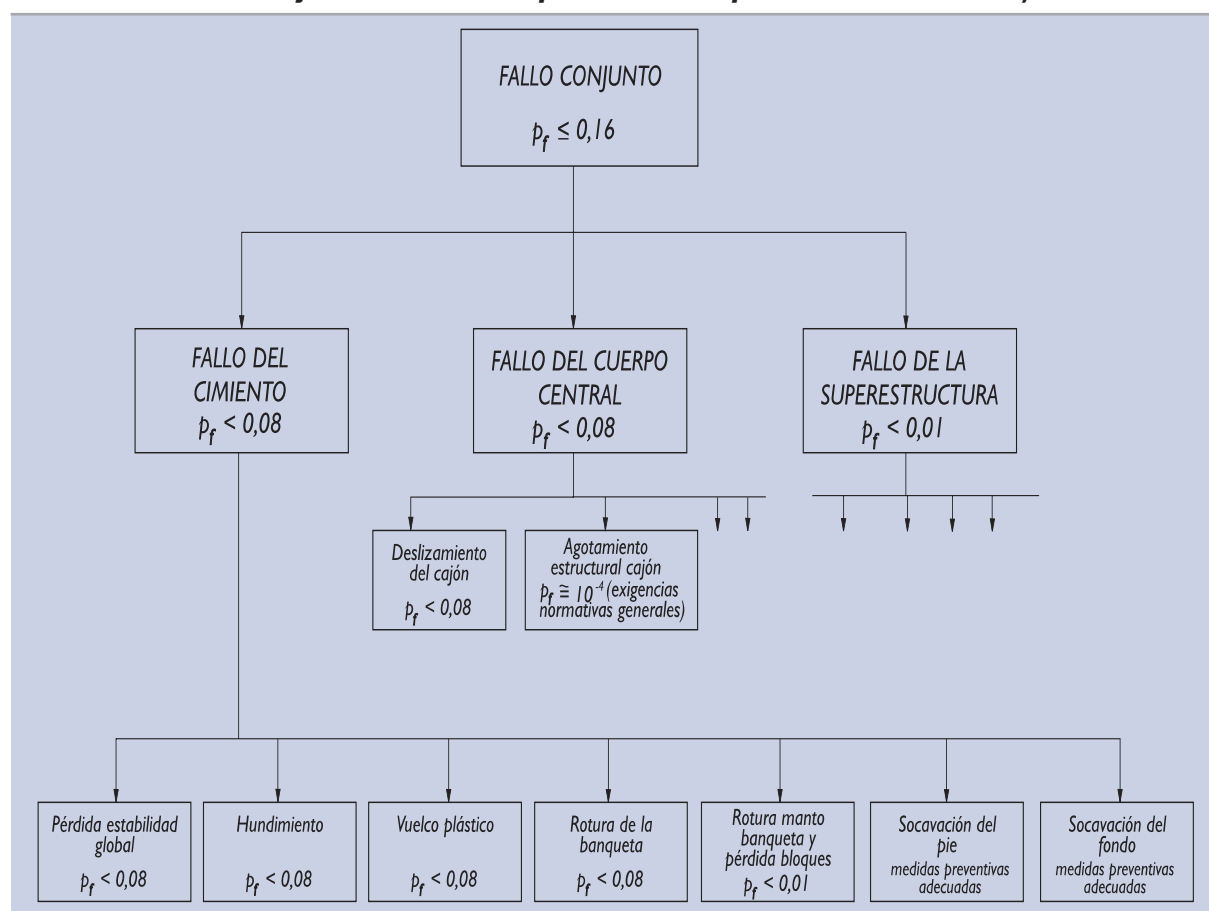 FALLO CONJUNTO
p_f ≤ 0,16
FALLO DEL
CIMIENTO
p_f < 0,08
FALLO DEL CUERPO
CENTRAL
p_f < 0,08
FALLO DE LA
SUPERESTRUCTURA
p_f < 0,01
Deslizamiento
del cajón
p_f < 0,08
Agotamiento
estructural cajón
p_f ≅ 10^-4 (exigencias
normativas generales)
Pérdida estabilidad
global
p_f < 0,08
Hundimiento
p_f < 0,08
Vuelco plástico
p_f < 0,08
Rotura de la
banqueta
p_f < 0,08
Rotura manto
banqueta y
pérdida bloques
p_f < 0,01
Socavación del
pie
medidas preventivas
adecuadas
Socavación del
fondo
medidas preventivas
adecuadas